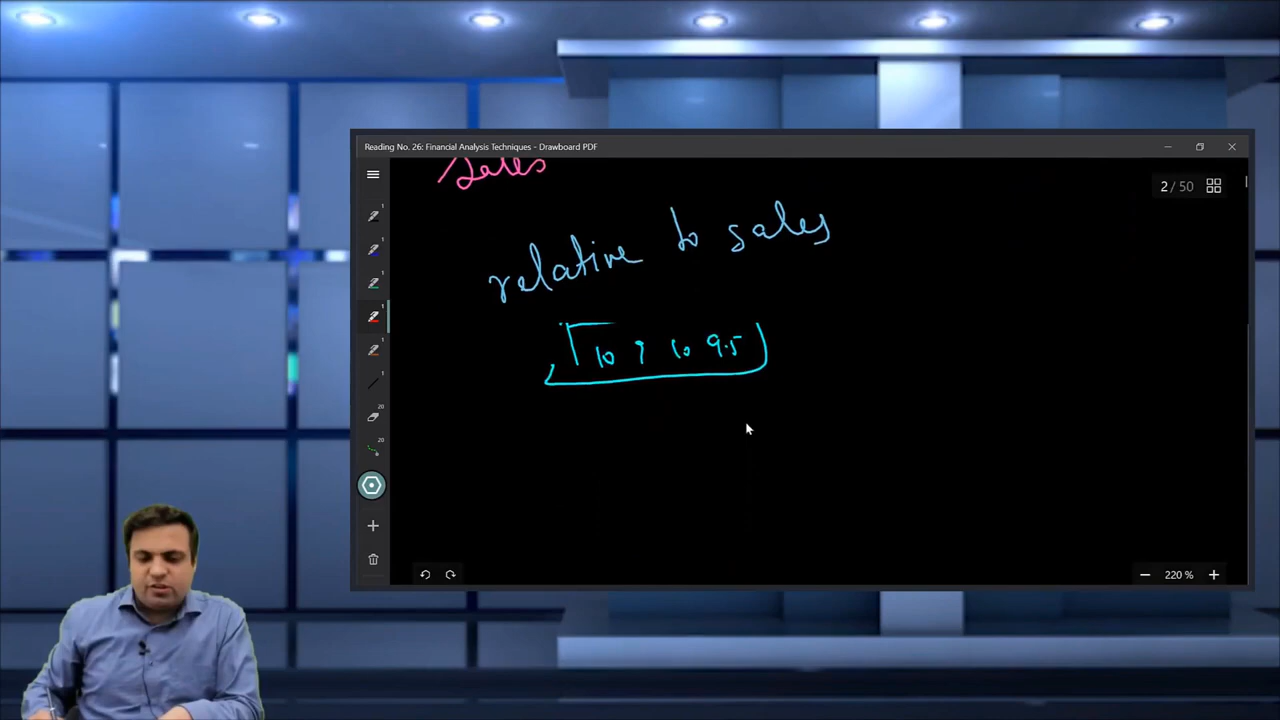 Reading No. 26: Financial Analysis Techniques - Drawboard PDF
Sales
2 / 50
relative to sales
10 10 9.5
220 %